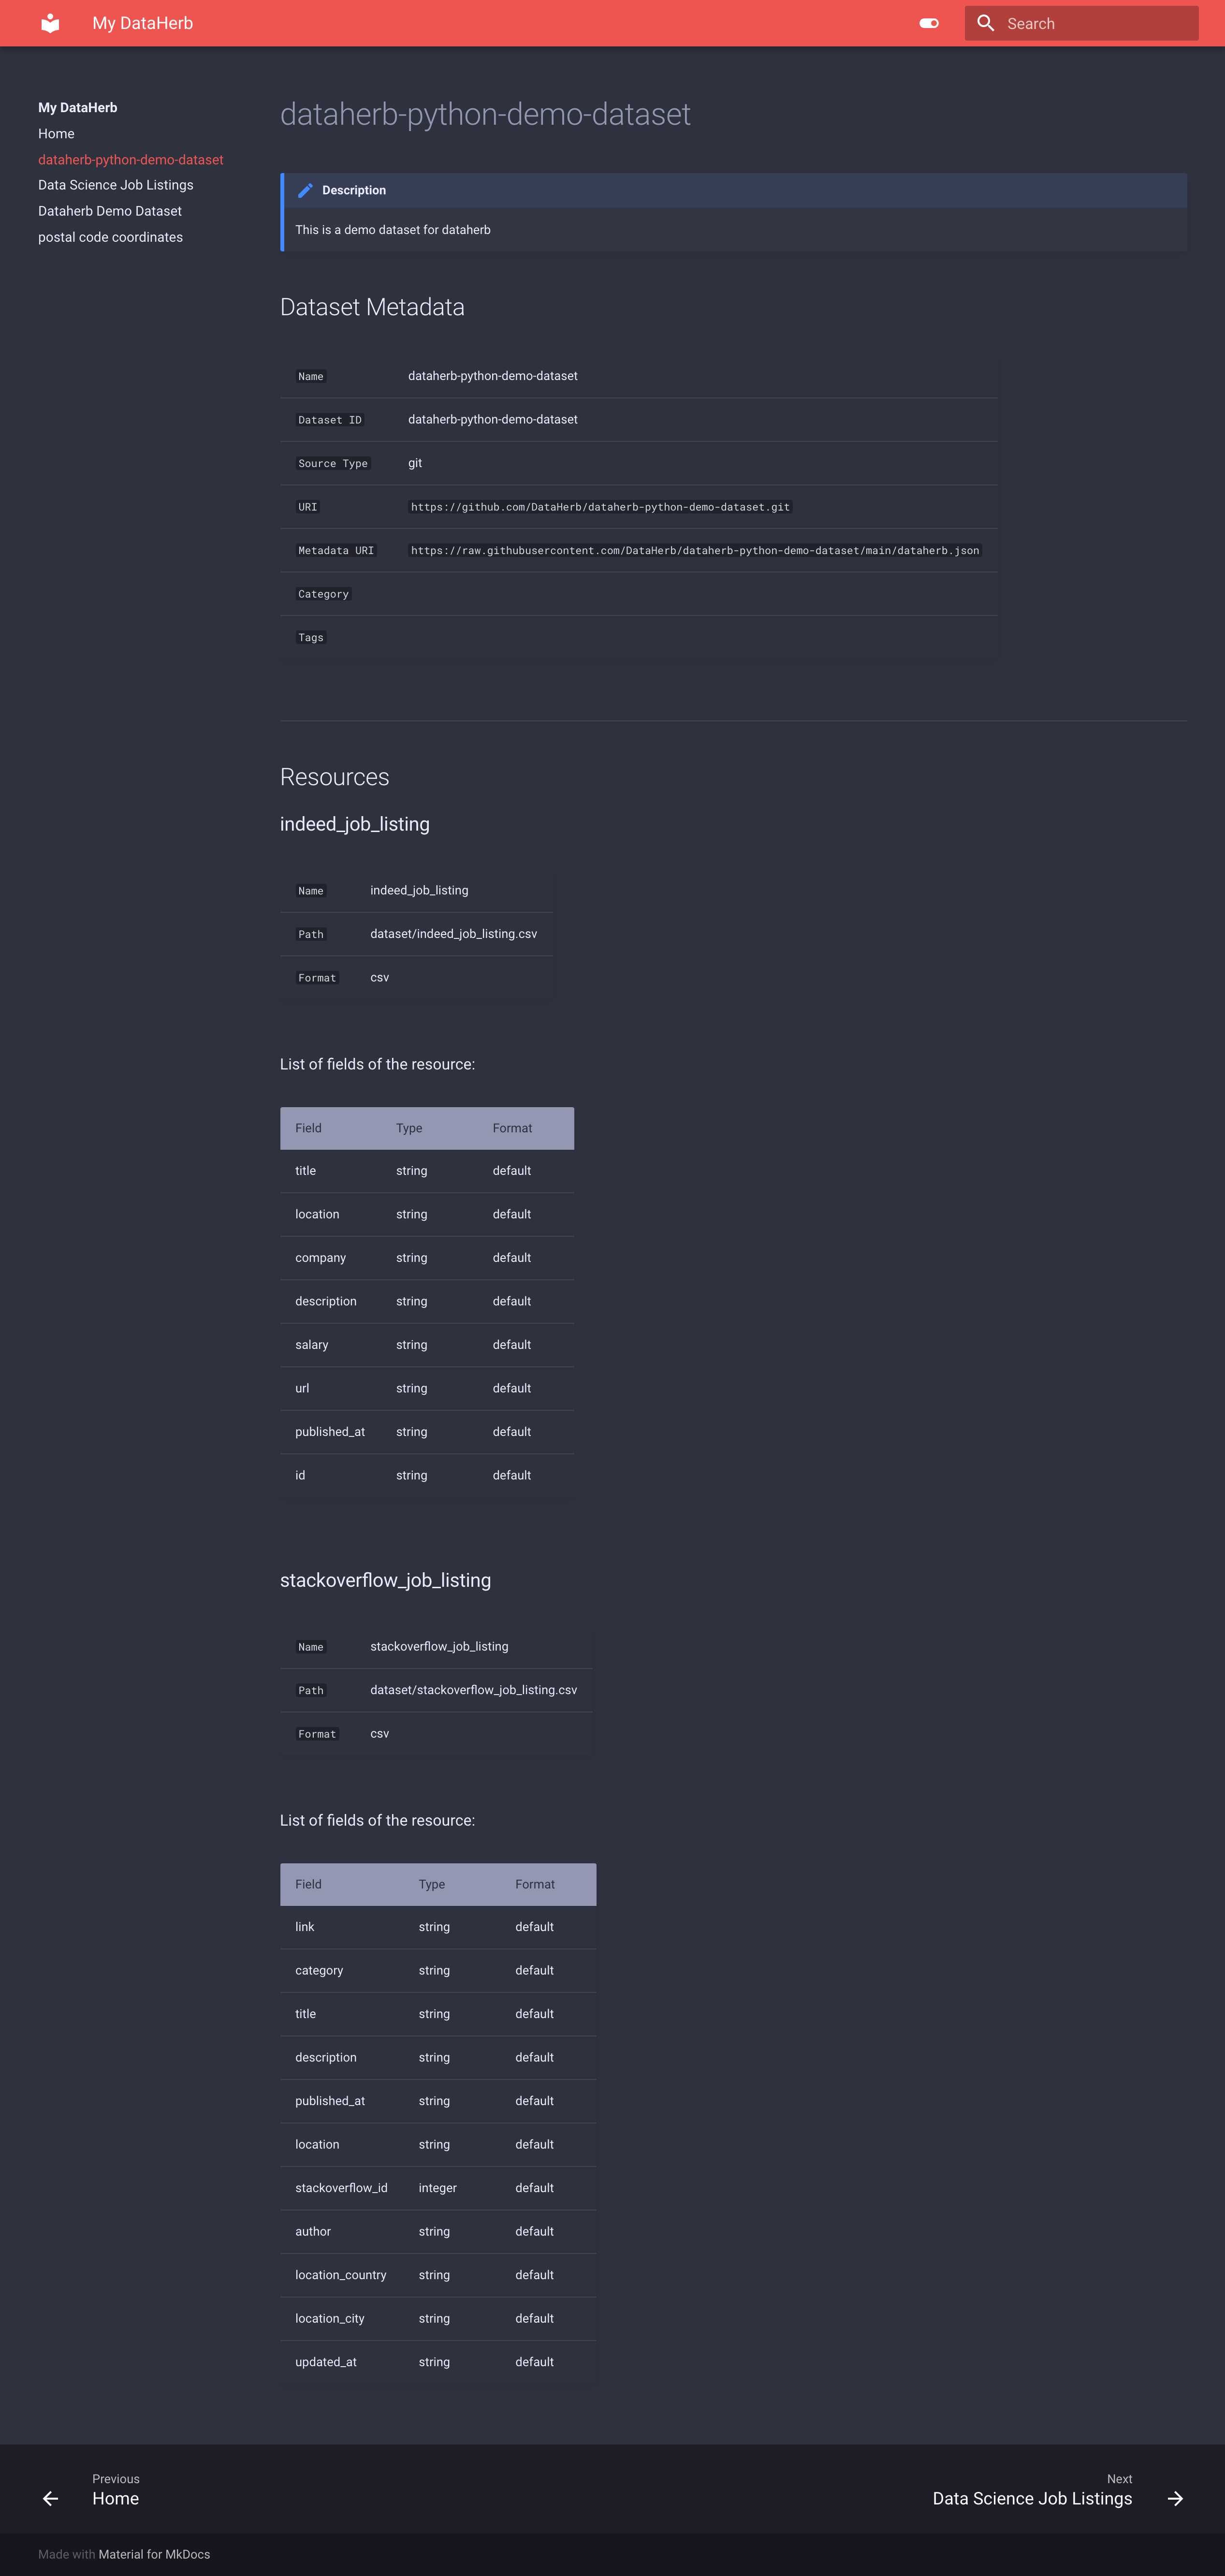 My DataHerb
Search
My DataHerb
Home
dataherb-python-demo-dataset
Data Science Job Listings
Dataherb Demo Dataset
postal code coordinates
dataherb-python-demo-dataset
Description
This is a demo dataset for dataherb
Dataset Metadata
Name dataherb-python-demo-dataset
Dataset ID dataherb-python-demo-dataset
Source Type git
URI https://github.com/DataHerb/dataherb-python-demo-dataset.git
Metadata URI https://raw.githubusercontent.com/DataHerb/dataherb-python-demo-dataset/main/dataherb.json
Category
Tags
Resources
indeed_job_listing
Name indeed_job_listing
Path dataset/indeed_job_listing.csv
Format csv
List of fields of the resource:
Field Type Format
title string default
location string default
company string default
description string default
salary string default
url string default
published_at string default
id string default
stackoverflow_job_listing
Name stackoverflow_job_listing
Path dataset/stackoverflow_job_listing.csv
Format csv
List of fields of the resource:
Field Type Format
link string default
category string default
title string default
description string default
published_at string default
location string default
stackoverflow_id integer default
author string default
location_country string default
location_city string default
updated_at string default
Previous
Home
Next
Data Science Job Listings
Made with Material for MkDocs